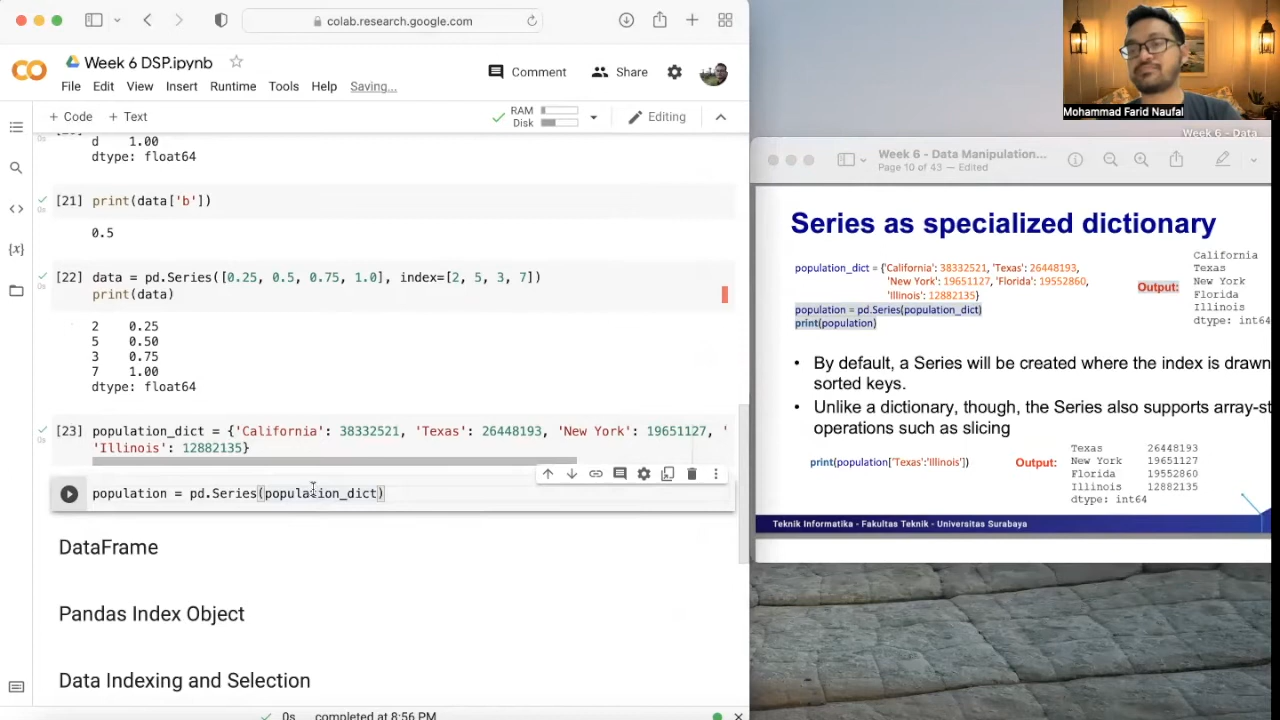 colab.research.google.com
Week 6 DSP.ipynb
File Edit View Insert Runtime Tools Help Saving...
Comment Share
+ Code + Text
RAM
Disk
Editing
d 1.00
dtype: float64
[21] print(data['b'])
0.5
[22] data = pd.Series([0.25, 0.5, 0.75, 1.0], index=[2, 5, 3, 7])
print(data)
2 0.25
5 0.50
3 0.75
7 1.00
dtype: float64
[23] population_dict = {'California': 38332521, 'Texas': 26448193, 'New York': 19651127, '
'Illinois': 12882135}
population = pd.Series(population_dict)
DataFrame
Pandas Index Object
Data Indexing and Selection
0s completed at 8:56 PM
Mohammad Farid Naufal
Week 6 - Data
Week 6 - Data Manipulation...
Page 10 of 43 — Edited
Series as specialized dictionary
population_dict = {'California': 38332521, 'Texas': 26448193,
'New York': 19651127, 'Florida': 19552860,
'Illinois': 12882135}
population = pd.Series(population_dict)
print(population)
Output:
California
Texas
New York
Florida
Illinois
dtype: int64
• By default, a Series will be created where the index is drawn
sorted keys.
• Unlike a dictionary, though, the Series also supports array-st
operations such as slicing
print(population['Texas':'Illinois'])
Output:
Texas 26448193
New York 19651127
Florida 19552860
Illinois 12882135
dtype: int64
Teknik Informatika - Fakultas Teknik - Universitas Surabaya